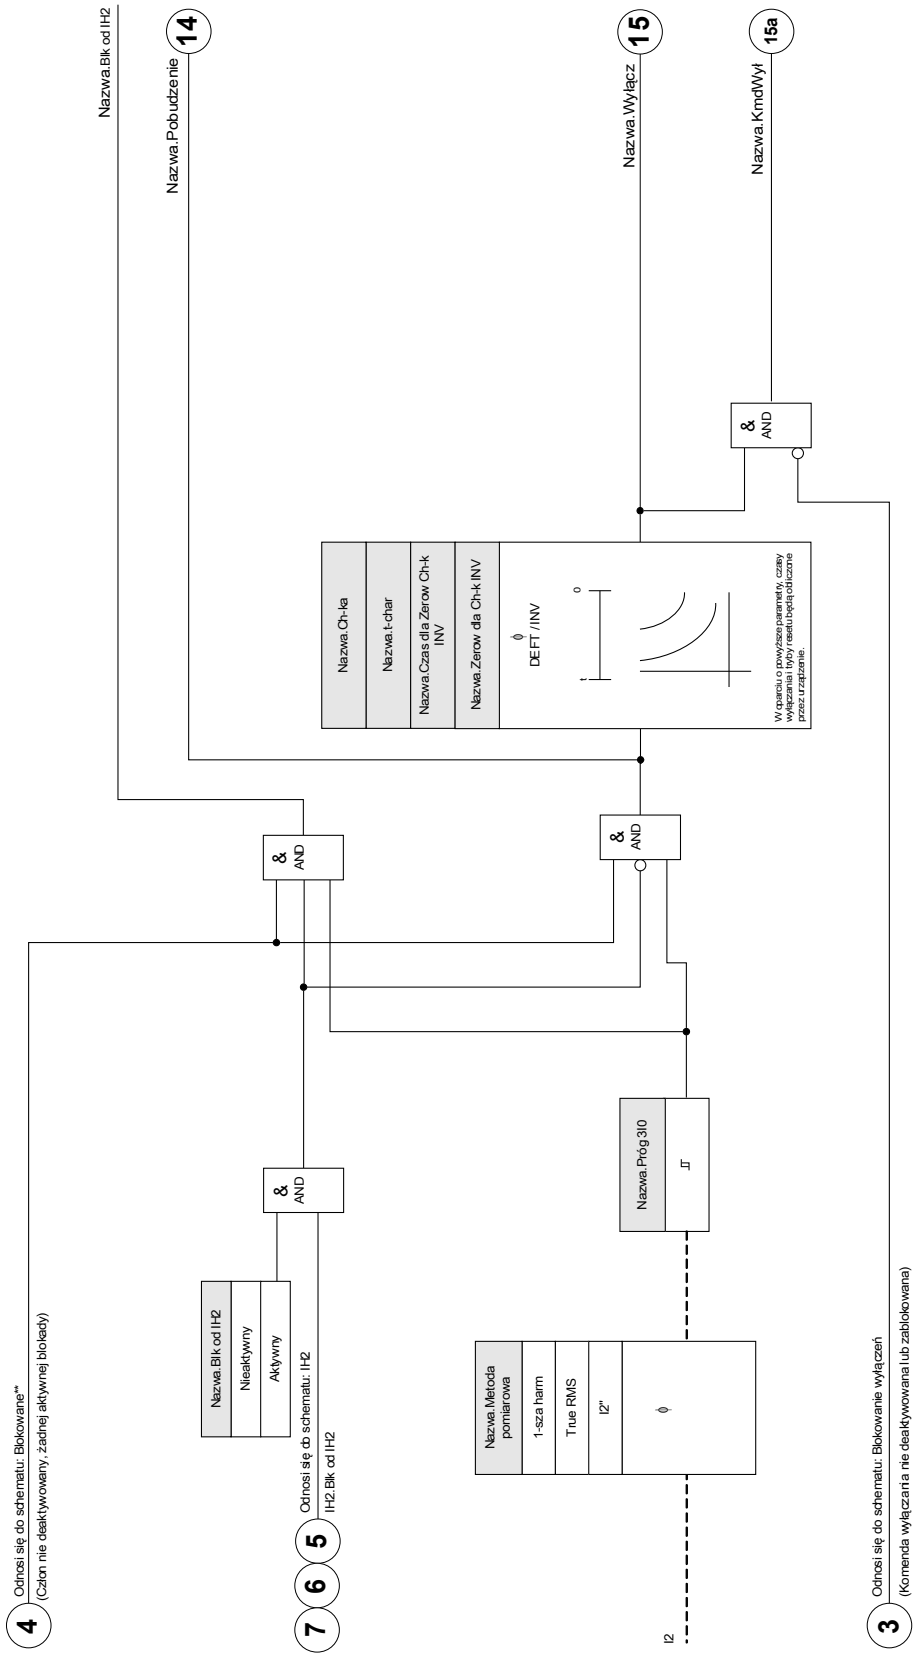 4
Odnosi się do schematu: Blokowane**
(Człon nie deaktywowany, żadnej aktywnej blokady)
Nazwa.Blk od IH2
Nieaktywny
Aktywny
7 6 5
Odnosi się do schematu: IH2
IH2.Blk od IH2
&
AND
&
AND
Nazwa.Blk od IH2
Nazwa.Pobudzenie
14
I2
Nazwa.Metoda
pomiarowa
1-sza harm
True RMS
I2"
ϕ
Nazwa.Próg 3I0
&
AND
Nazwa.Ch-ka
Nazwa.t-char
Nazwa.Czas dla Zerow Ch-k
INV
Nazwa.Zerow dla Ch-k INV
ϕ
DEFT / INV
t 0
W oparciu o powyższe parametry, czasy
wyłączania i tryby resetu będą obliczone
przez urządzenie.
Nazwa.Wyłącz
15
&
AND
Nazwa.KmdWył
15a
3
Odnosi się do schematu: Blokowanie wyłączeń
(Komenda wyłączania nie deaktywowana lub zablokowana)